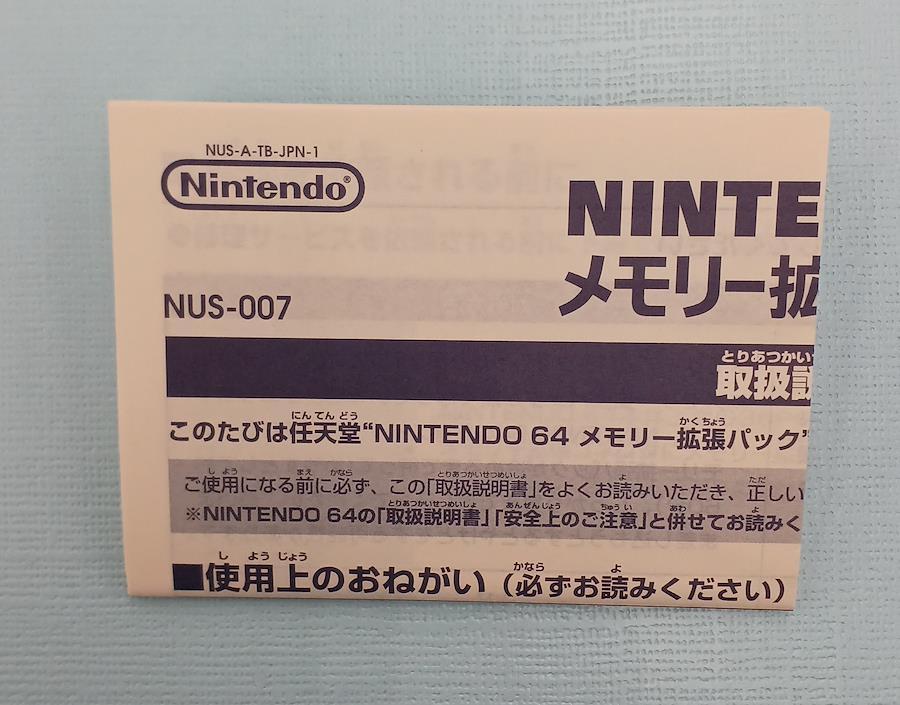 NUS-A-TB-JPN-1
Nintendo®
NINTE
メモリー拡
NUS-007
とりあつかい
取扱説
にん てん どう かくちょう
このたびは任天堂“NINTENDO 64 メモリー拡張パック”
し よう まえ かなら とりあつかいせつめいしょ よ ただ
ご使用になる前に必ず、この「取扱説明書」をよくお読みいただき、正しい
とりあつかいせつめいしょ あんぜんじょう ちゅう い あわ よ
※NINTENDO 64の「取扱説明書」「安全上のご注意」と併せてお読みく
し よう じょう かなら よ
■使用上のおねがい（必ずお読みください）